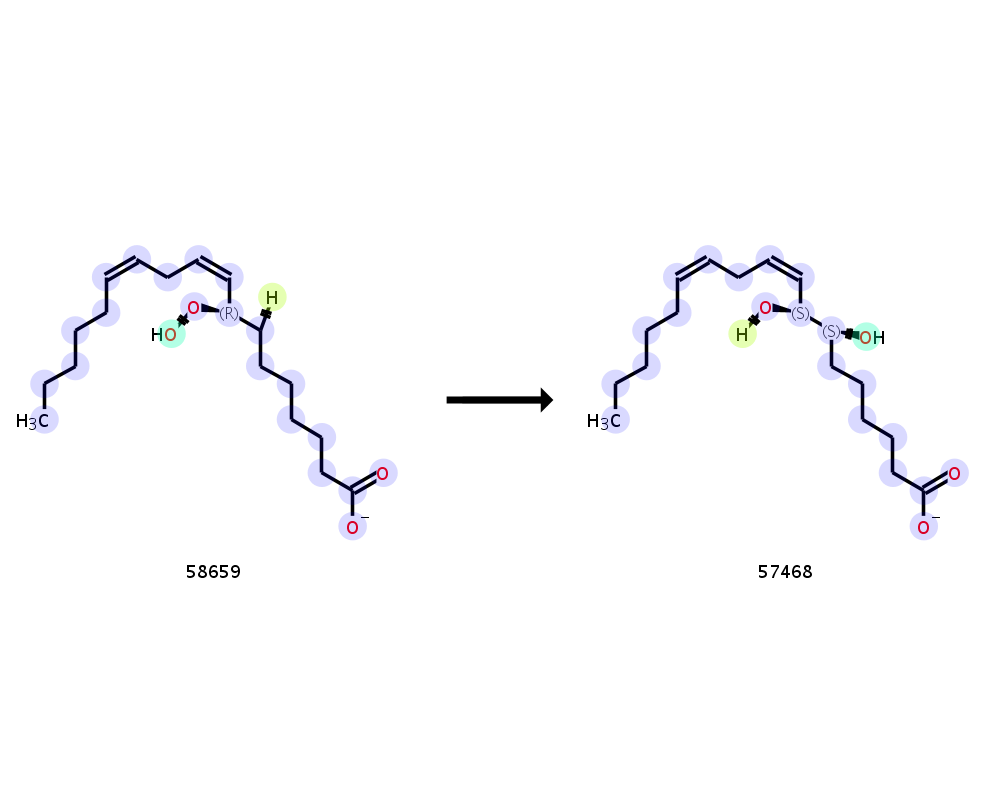 H
O (R)
HO
H₃C
O
O⁻
58659
O (S)
H (S) OH
H₃C
O
O⁻
57468